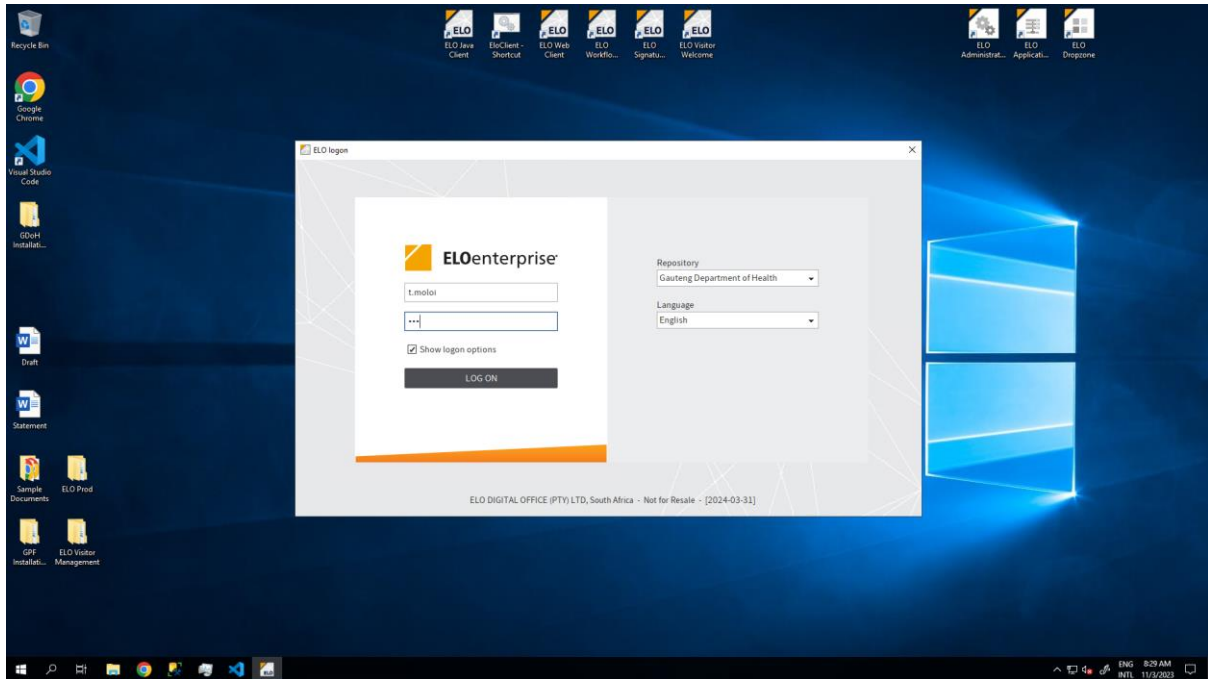 Recycle Bin
Google
Chrome
Visual Studio
Code
GDoH
Installati...
Draft
Statement
Sample
Documents
ELO Prod
GPF
Installati...
ELO Visitor
Management
ELO
ELO Java
Client
EloClient -
Shortcut
ELO
ELO Web
Client
ELO
ELO
Workflo...
ELO
ELO
Signatu...
ELO
ELO Visitor
Welcome
ELO
Administrat...
ELO
Applicati...
ELO
Dropzone
ELO logon
ELOenterprise
t.moloi
•••
Show logon options
LOG ON
Repository
Gauteng Department of Health
Language
English
ELO DIGITAL OFFICE (PTY) LTD, South Africa - Not for Resale - [2024-03-31]
ENG
INTL
8:29 AM
11/3/2023